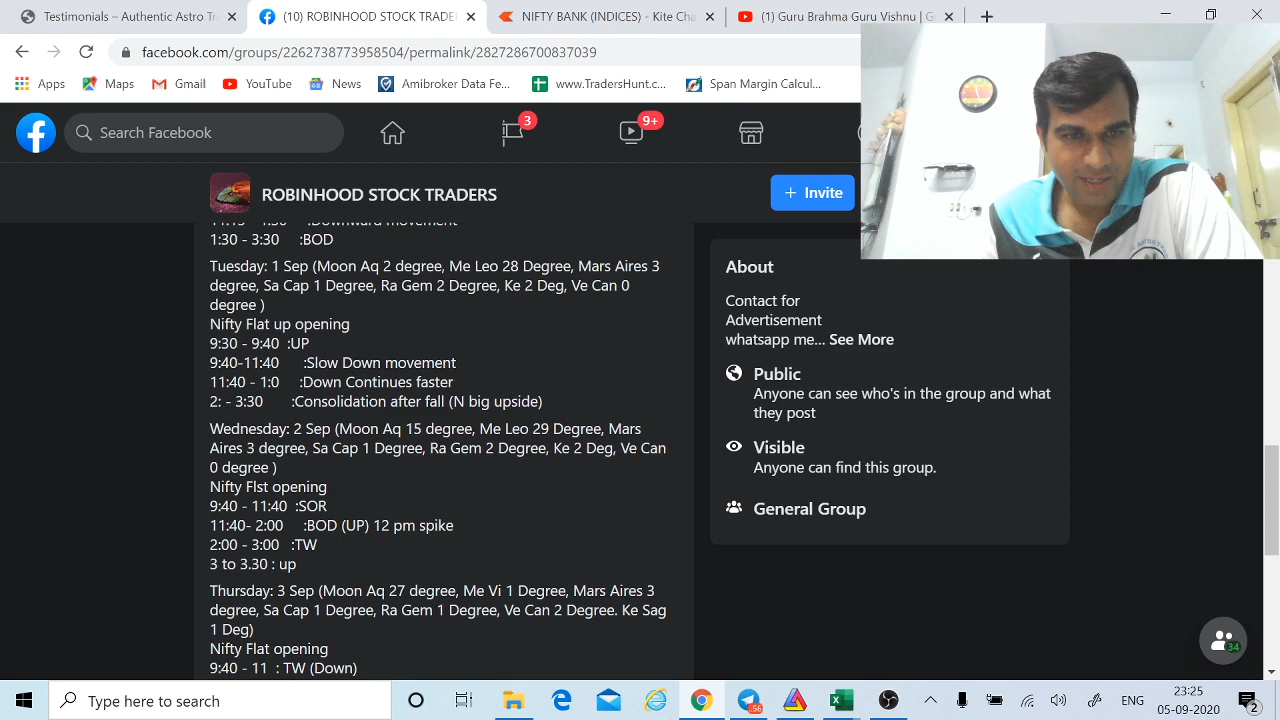 Testimonials – Authentic Astro Tr
(10) ROBINHOOD STOCK TRADER
NIFTY BANK (INDICES) - Kite Cha
(1) Guru Brahma Guru Vishnu | G
facebook.com/groups/2262738773958504/permalink/2827286700837039
Apps
Maps
Gmail
YouTube
News
Amibroker Data Fe...
www.TradersHunt.c...
Span Margin Calcul...
Search Facebook
3
9+
ROBINHOOD STOCK TRADERS
+ Invite
:Downward movement
1:30 - 3:30 :BOD
Tuesday: 1 Sep (Moon Aq 2 degree, Me Leo 28 Degree, Mars Aires 3
degree, Sa Cap 1 Degree, Ra Gem 2 Degree, Ke 2 Deg, Ve Can 0
degree )
Nifty Flat up opening
9:30 - 9:40 :UP
9:40-11:40 :Slow Down movement
11:40 - 1:0 :Down Continues faster
2: - 3:30 :Consolidation after fall (N big upside)
Wednesday: 2 Sep (Moon Aq 15 degree, Me Leo 29 Degree, Mars
Aires 3 degree, Sa Cap 1 Degree, Ra Gem 2 Degree, Ke 2 Deg, Ve Can
0 degree )
Nifty Flst opening
9:40 - 11:40 :SOR
11:40- 2:00 :BOD (UP) 12 pm spike
2:00 - 3:00 :TW
3 to 3.30 : up
Thursday: 3 Sep (Moon Aq 27 degree, Me Vi 1 Degree, Mars Aires 3
degree, Sa Cap 1 Degree, Ra Gem 1 Degree, Ve Can 2 Degree. Ke Sag
1 Deg)
Nifty Flat opening
9:40 - 11 : TW (Down)
About
Contact for
Advertisement
whatsapp me... See More
Public
Anyone can see who's in the group and what
they post
Visible
Anyone can find this group.
General Group
34
Type here to search
56
ENG
23:25
05-09-2020
2